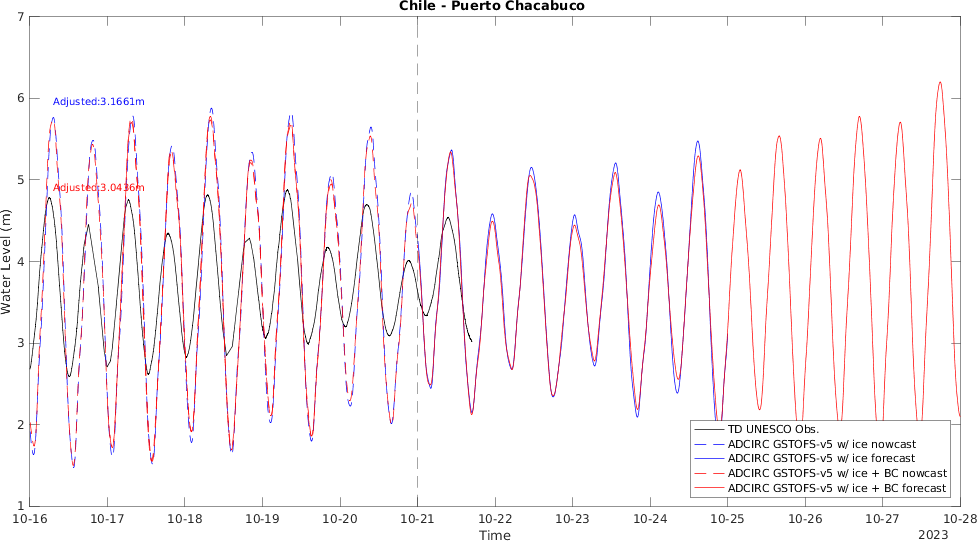 Chile - Puerto Chacabuco
7
6
5
4
3
2
1
Water Level (m)
Adjusted:3.1661m
Adjusted:3.0436m
TD UNESCO Obs.
ADCIRC GSTOFS-v5 w/ ice nowcast
ADCIRC GSTOFS-v5 w/ ice forecast
ADCIRC GSTOFS-v5 w/ ice + BC nowcast
ADCIRC GSTOFS-v5 w/ ice + BC forecast
10-16 10-17 10-18 10-19 10-20 10-21 10-22 10-23 10-24 10-25 10-26 10-27 10-28
Time
2023